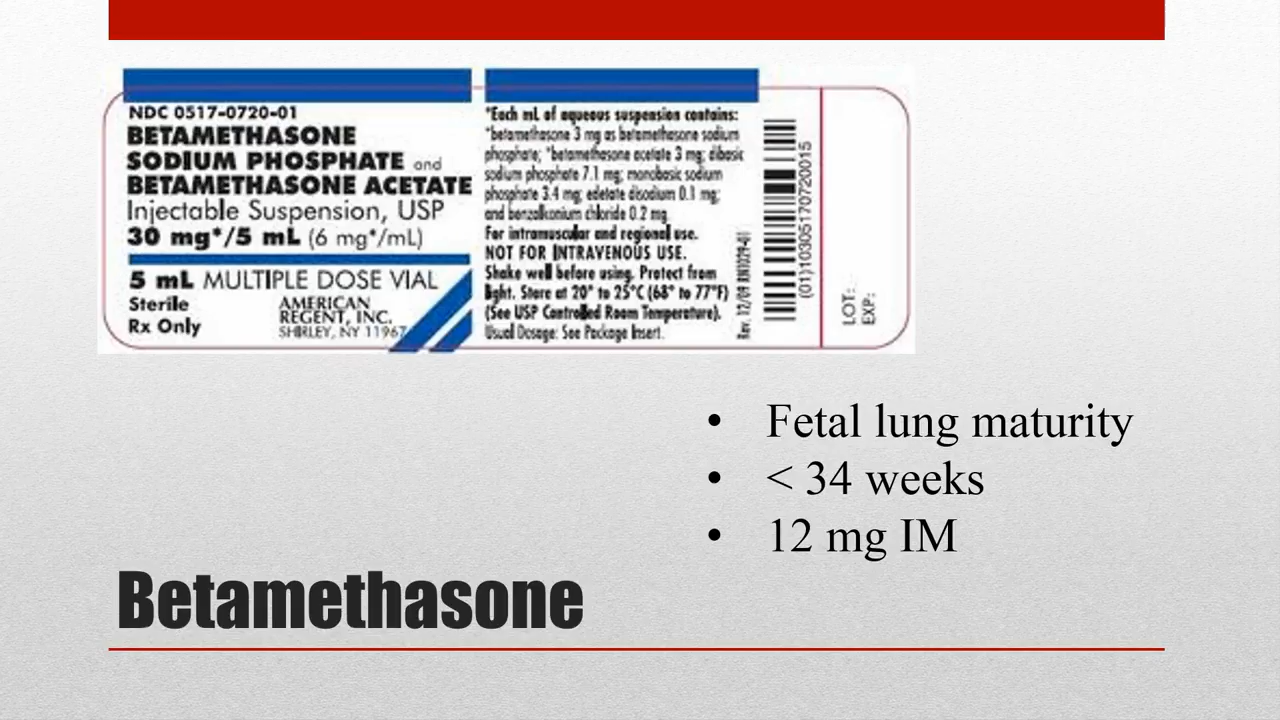 NDC 0517-0720-01
BETAMETHASONE
SODIUM PHOSPHATE and
BETAMETHASONE ACETATE
Injectable Suspension, USP
30 mg*/5 mL (6 mg*/mL)
5 mL MULTIPLE DOSE VIAL
Sterile
Rx Only
AMERICAN
REGENT, INC.
SHIRLEY, NY 11967
*Each mL of aqueous suspension contains:
*betamethasone 3 mg as betamethasone sodium
phosphate; *betamethasone acetate 3 mg; dibasic
sodium phosphate 7.1 mg; monobasic sodium
phosphate 3.4 mg; edetate disodium 0.1 mg;
and benzalkonium chloride 0.2 mg.
For intramuscular and regional use.
NOT FOR INTRAVENOUS USE.
Shake well before using. Protect from
light. Store at 20° to 25°C (68° to 77°F)
(See USP Controlled Room Temperature).
Usual Dosage: See Package Insert.
Rev. 12/09
(01)10305170720015
LOT:
EXP:
• Fetal lung maturity
• < 34 weeks
• 12 mg IM
Betamethasone